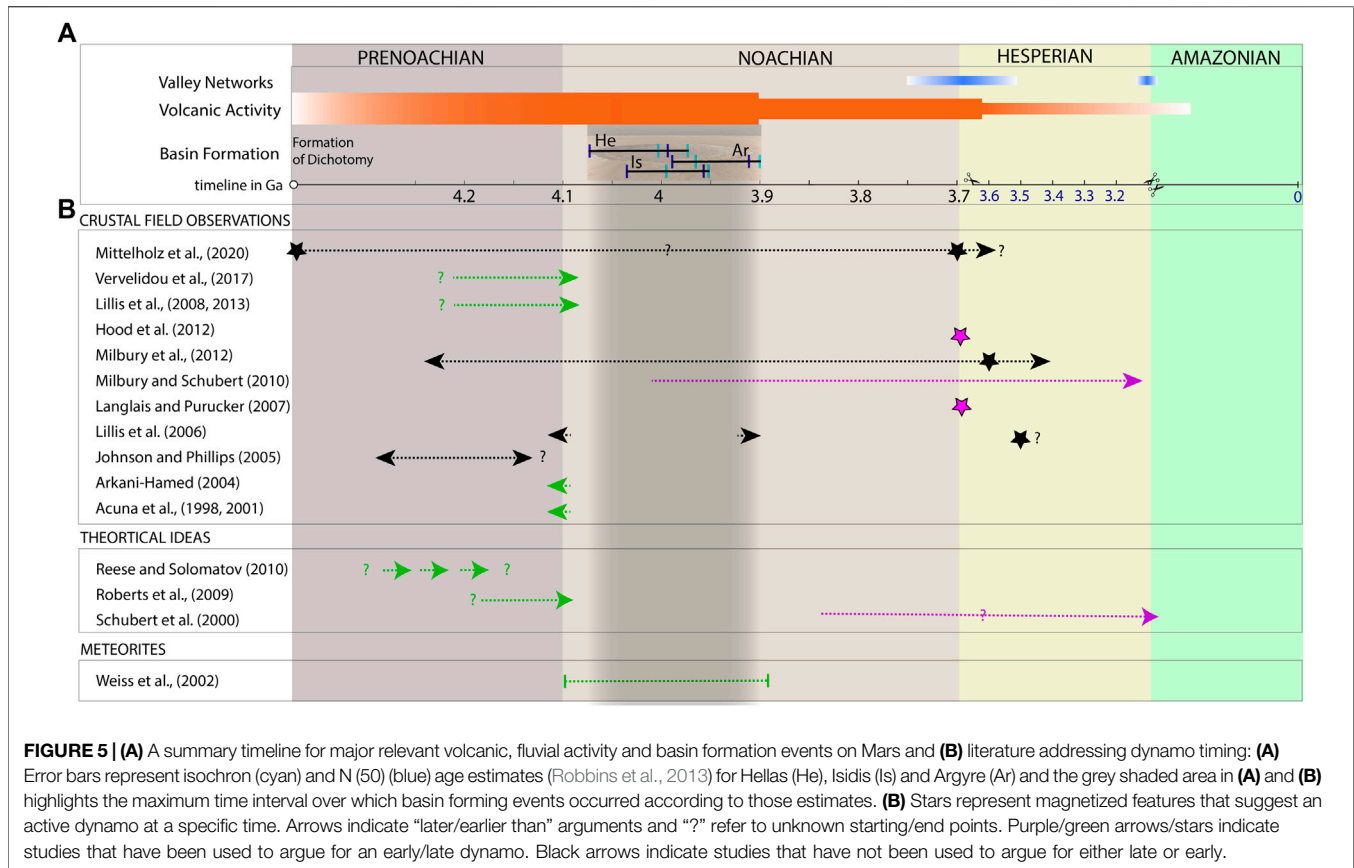 A
PRENOACHIAN NOACHIAN HESPERIAN AMAZONIAN
Valley Networks
Volcanic Activity
Formation
of Dichotomy
Basin Formation
He
Is
Ar
timeline in Ga
4.2 4.1 4 3.9 3.8 3.7 3.6 3.5 3.4 3.3 3.2 0
B
CRUSTAL FIELD OBSERVATIONS
Mittelholz et al., (2020) ? ?
Vervelidou et al., (2017) ?
Lillis et al., (2008, 2013) ?
Hood et al. (2012)
Milbury et al., (2012)
Milbury and Schubert (2010)
Langlais and Purucker (2007)
Lillis et al. (2006) ?
Johnson and Phillips (2005) ?
Arkani-Hamed (2004)
Acuna et al., (1998, 2001)
THEORTICAL IDEAS
Reese and Solomatov (2010) ? ?
Roberts et al., (2009) ?
Schubert et al. (2000) ?
METEORITES
Weiss et al., (2002)
FIGURE 5 | (A) A summary timeline for major relevant volcanic, fluvial activity and basin formation events on Mars and (B) literature addressing dynamo timing: (A)
Error bars represent isochron (cyan) and N (50) (blue) age estimates (Robbins et al., 2013) for Hellas (He), Isidis (Is) and Argyre (Ar) and the grey shaded area in (A) and (B)
highlights the maximum time interval over which basin forming events occurred according to those estimates. (B) Stars represent magnetized features that suggest an
active dynamo at a specific time. Arrows indicate “later/earlier than” arguments and “?” refer to unknown starting/end points. Purple/green arrows/stars indicate
studies that have been used to argue for an early/late dynamo. Black arrows indicate studies that have not been used to argue for either late or early.